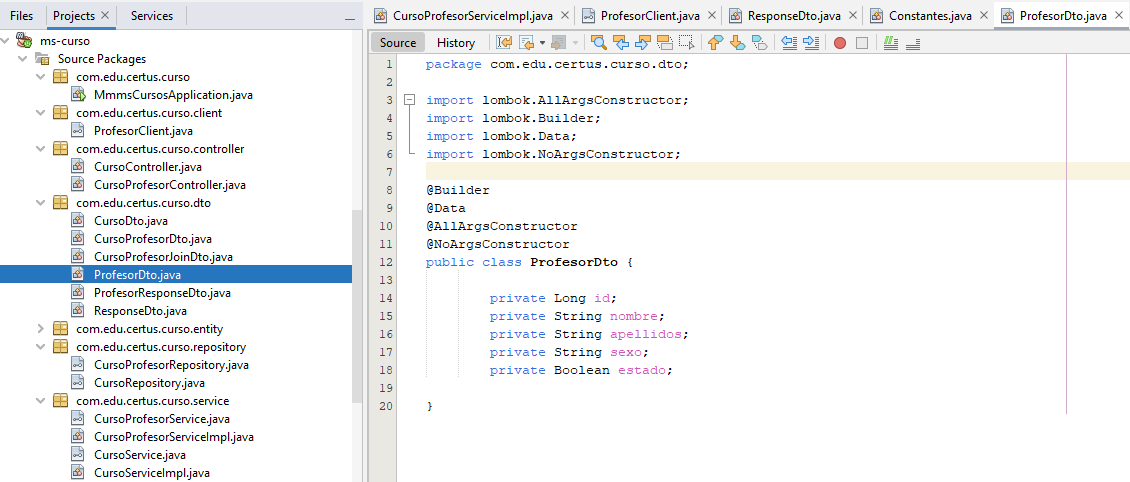 Files Projects Services
ms-curso
Source Packages
com.edu.certus.curso
MmmsCursosApplication.java
com.edu.certus.curso.client
ProfesorClient.java
com.edu.certus.curso.controller
CursoController.java
CursoProfesorController.java
com.edu.certus.curso.dto
CursoDto.java
CursoProfesorDto.java
CursoProfesorJoinDto.java
ProfesorDto.java
ProfesorResponseDto.java
ResponseDto.java
com.edu.certus.curso.entity
com.edu.certus.curso.repository
CursoProfesorRepository.java
CursoRepository.java
com.edu.certus.curso.service
CursoProfesorService.java
CursoProfesorServiceImpl.java
CursoService.java
CursoServiceImpl.java
CursoProfesorServiceImpl.java ProfesorClient.java ResponseDto.java Constantes.java ProfesorDto.java
Source History
1 package com.edu.certus.curso.dto;
2
3 import lombok.AllArgsConstructor;
4 import lombok.Builder;
5 import lombok.Data;
6 import lombok.NoArgsConstructor;
7
8 @Builder
9 @Data
10 @AllArgsConstructor
11 @NoArgsConstructor
12 public class ProfesorDto {
13
14 private Long id;
15 private String nombre;
16 private String apellidos;
17 private String sexo;
18 private Boolean estado;
19
20 }